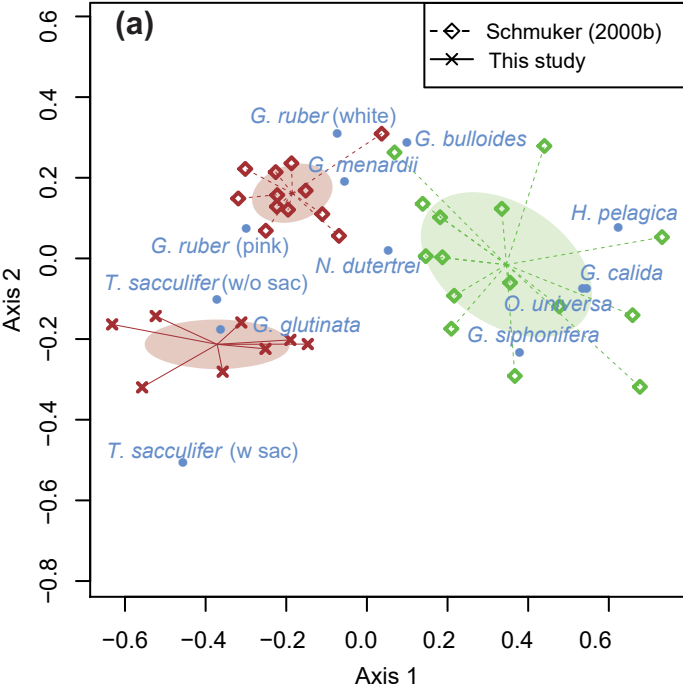 (a)
Schmuker (2000b)
This study
G. ruber (white)
G. bulloides
G. menardii
H. pelagica
G. ruber (pink)
N. dutertrei
G. calida
T. sacculifer (w/o sac)
O. universa
G. glutinata
G. siphonifera
T. sacculifer (w sac)
Axis 2
0.6
0.4
0.2
0.0
−0.2
−0.4
−0.6
−0.8
−0.6 −0.4 −0.2 0.0 0.2 0.4 0.6
Axis 1